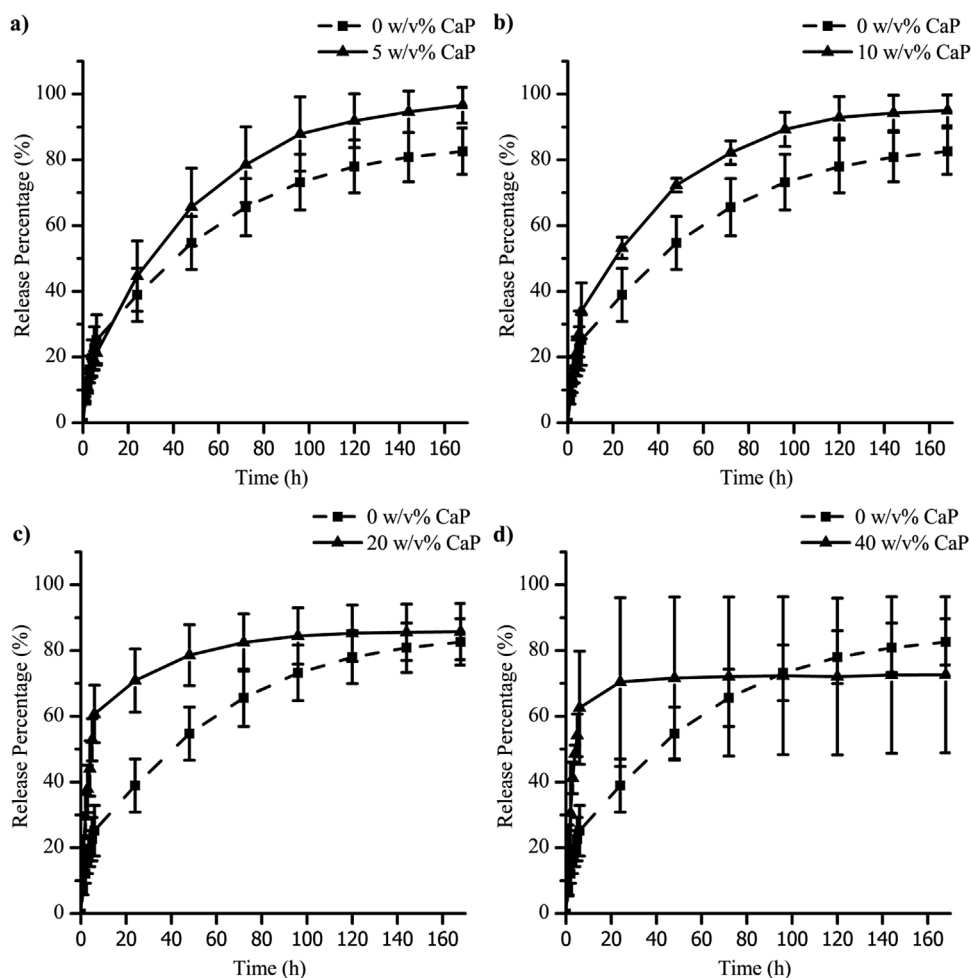 a)
0 w/v% CaP
5 w/v% CaP
Release Percentage (%)
100
80
60
40
20
0
0 20 40 60 80 100 120 140 160
Time (h)
b)
0 w/v% CaP
10 w/v% CaP
Release Percentage (%)
100
80
60
40
20
0
0 20 40 60 80 100 120 140 160
Time (h)
c)
0 w/v% CaP
20 w/v% CaP
Release Percentage (%)
100
80
60
40
20
0
0 20 40 60 80 100 120 140 160
Time (h)
d)
0 w/v% CaP
40 w/v% CaP
Release Percentage (%)
100
80
60
40
20
0
0 20 40 60 80 100 120 140 160
Time (h)